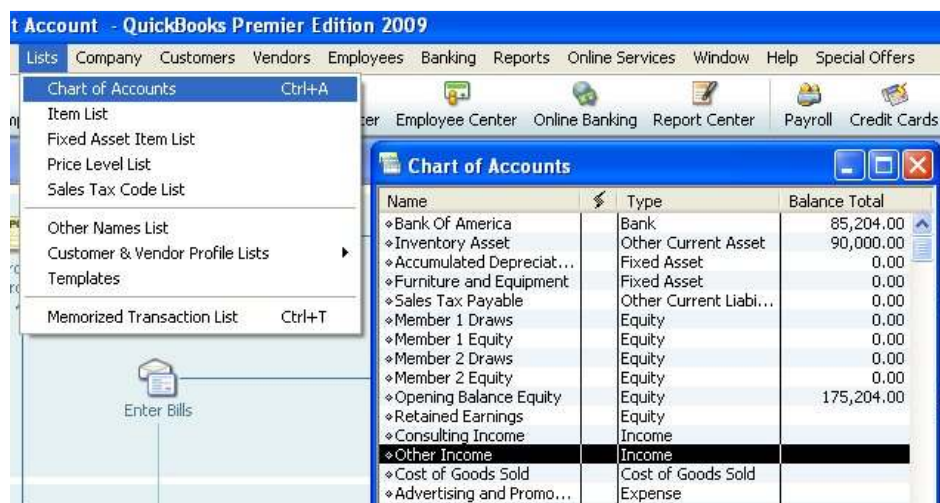 t Account - QuickBooks Premier Edition 2009
Lists Company Customers Vendors Employees Banking Reports Online Services Window Help Special Offers
Employee Center Online Banking Report Center Payroll Credit Cards
Chart of Accounts Ctrl+A
Item List
Fixed Asset Item List
Price Level List
Sales Tax Code List
Other Names List
Customer & Vendor Profile Lists
Templates
Memorized Transaction List Ctrl+T
Enter Bills
Chart of Accounts
Name Type Balance Total
Bank Of America Bank 85,204.00
Inventory Asset Other Current Asset 90,000.00
Accumulated Depreciat... Fixed Asset 0.00
Furniture and Equipment Fixed Asset 0.00
Sales Tax Payable Other Current Liabi... 0.00
Member 1 Draws Equity 0.00
Member 1 Equity Equity 0.00
Member 2 Draws Equity 0.00
Member 2 Equity Equity 0.00
Opening Balance Equity Equity 175,204.00
Retained Earnings Equity
Consulting Income Income
Other Income Income
Cost of Goods Sold Cost of Goods Sold
Advertising and Promo... Expense